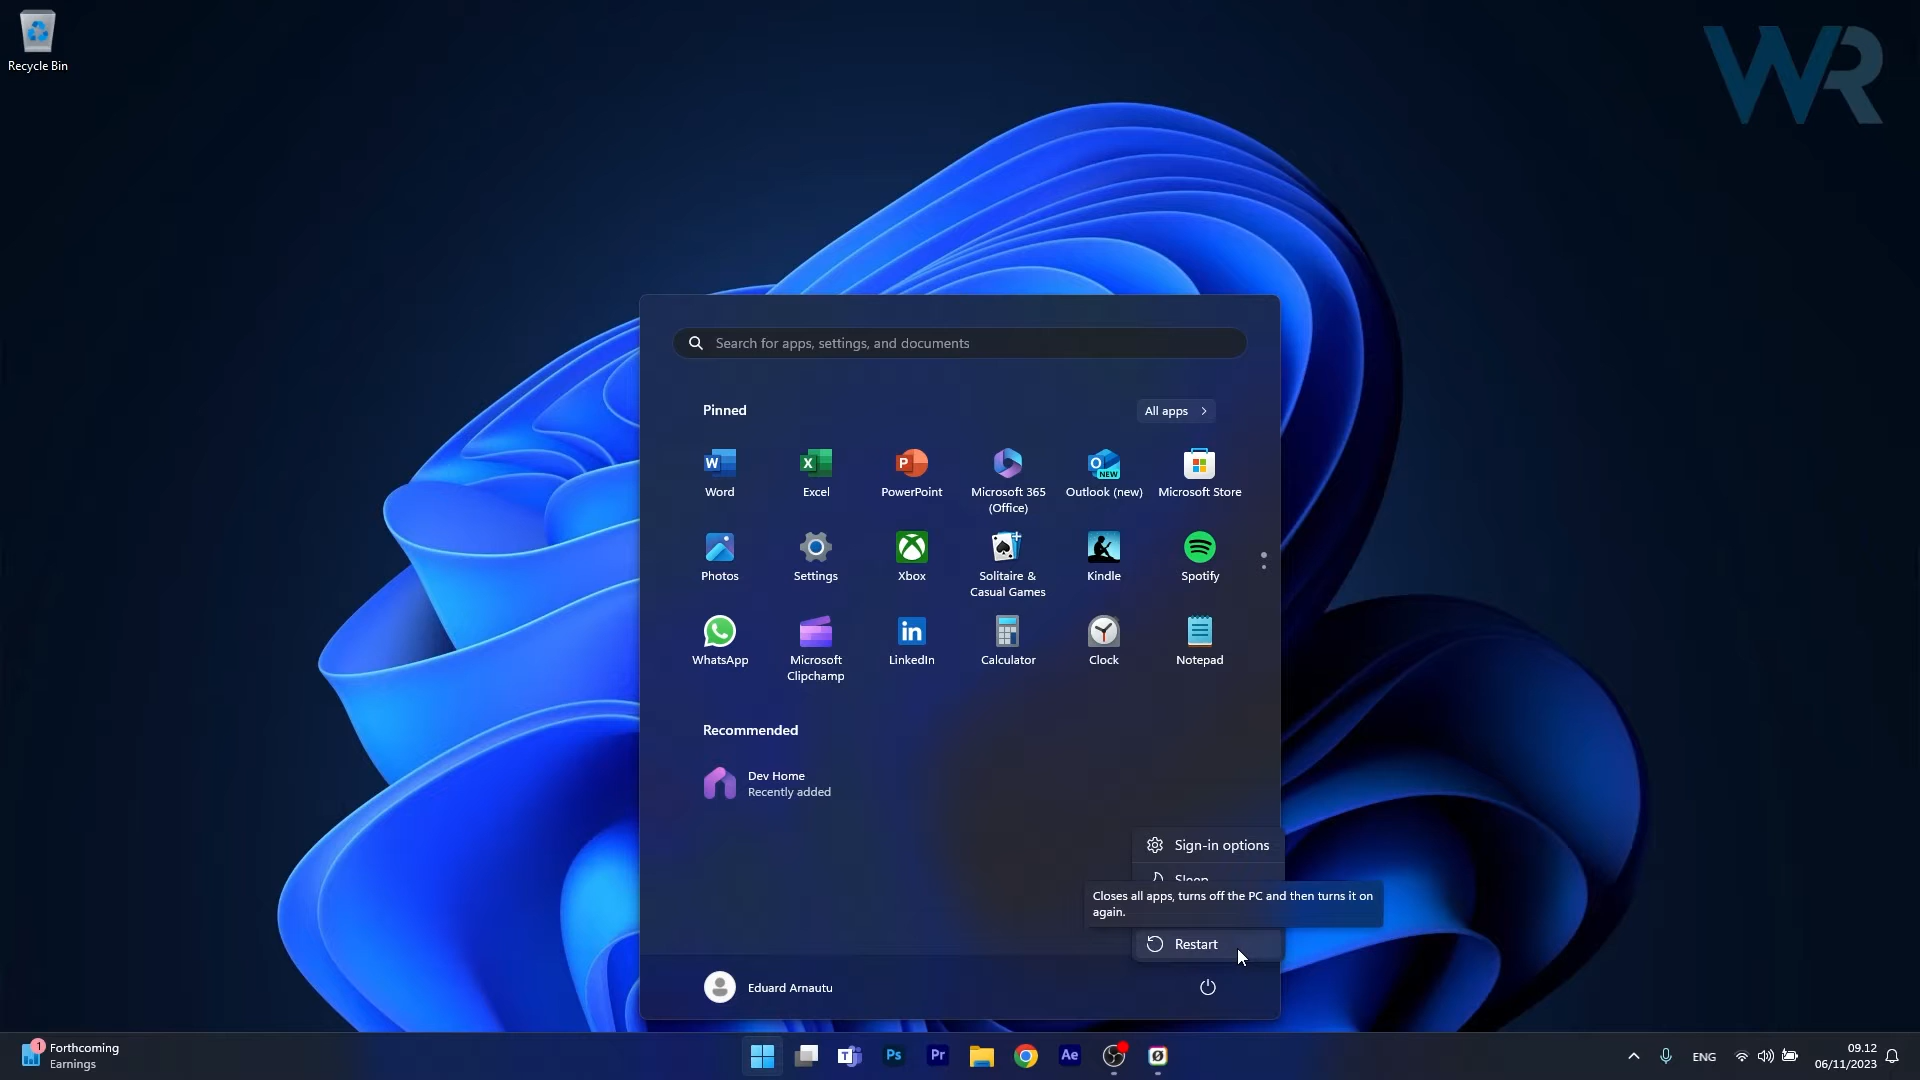 Recycle Bin
WR
Search for apps, settings, and documents
Pinned
All apps
Word
Excel
PowerPoint
Microsoft 365
(Office)
Outlook (new)
Microsoft Store
Photos
Settings
Xbox
Solitaire &
Casual Games
Kindle
Spotify
WhatsApp
Microsoft
Clipchamp
LinkedIn
Calculator
Clock
Notepad
Recommended
Dev Home
Recently added
Sign-in options
Sleep
Closes all apps, turns off the PC and then turns it on
again.
Restart
Eduard Arnautu
1
Forthcoming
Earnings
ENG
09.12
06/11/2023